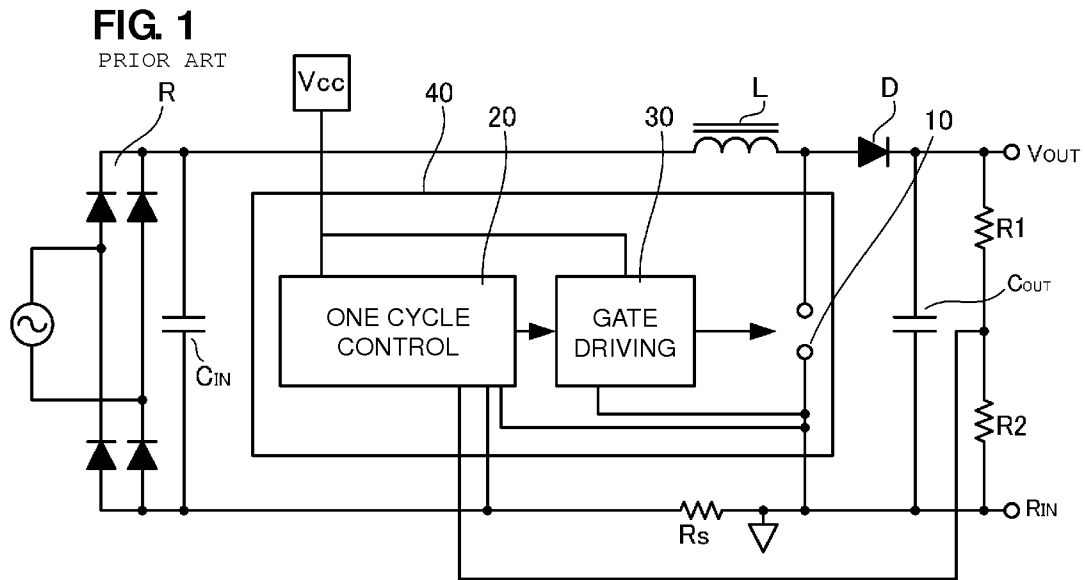 FIG. 1
PRIOR ART
R
Vcc
40
20
30
L
D
10
VOUT
R1
ONE CYCLE
CONTROL
GATE
DRIVING
COUT
CIN
R2
Rs
RIN